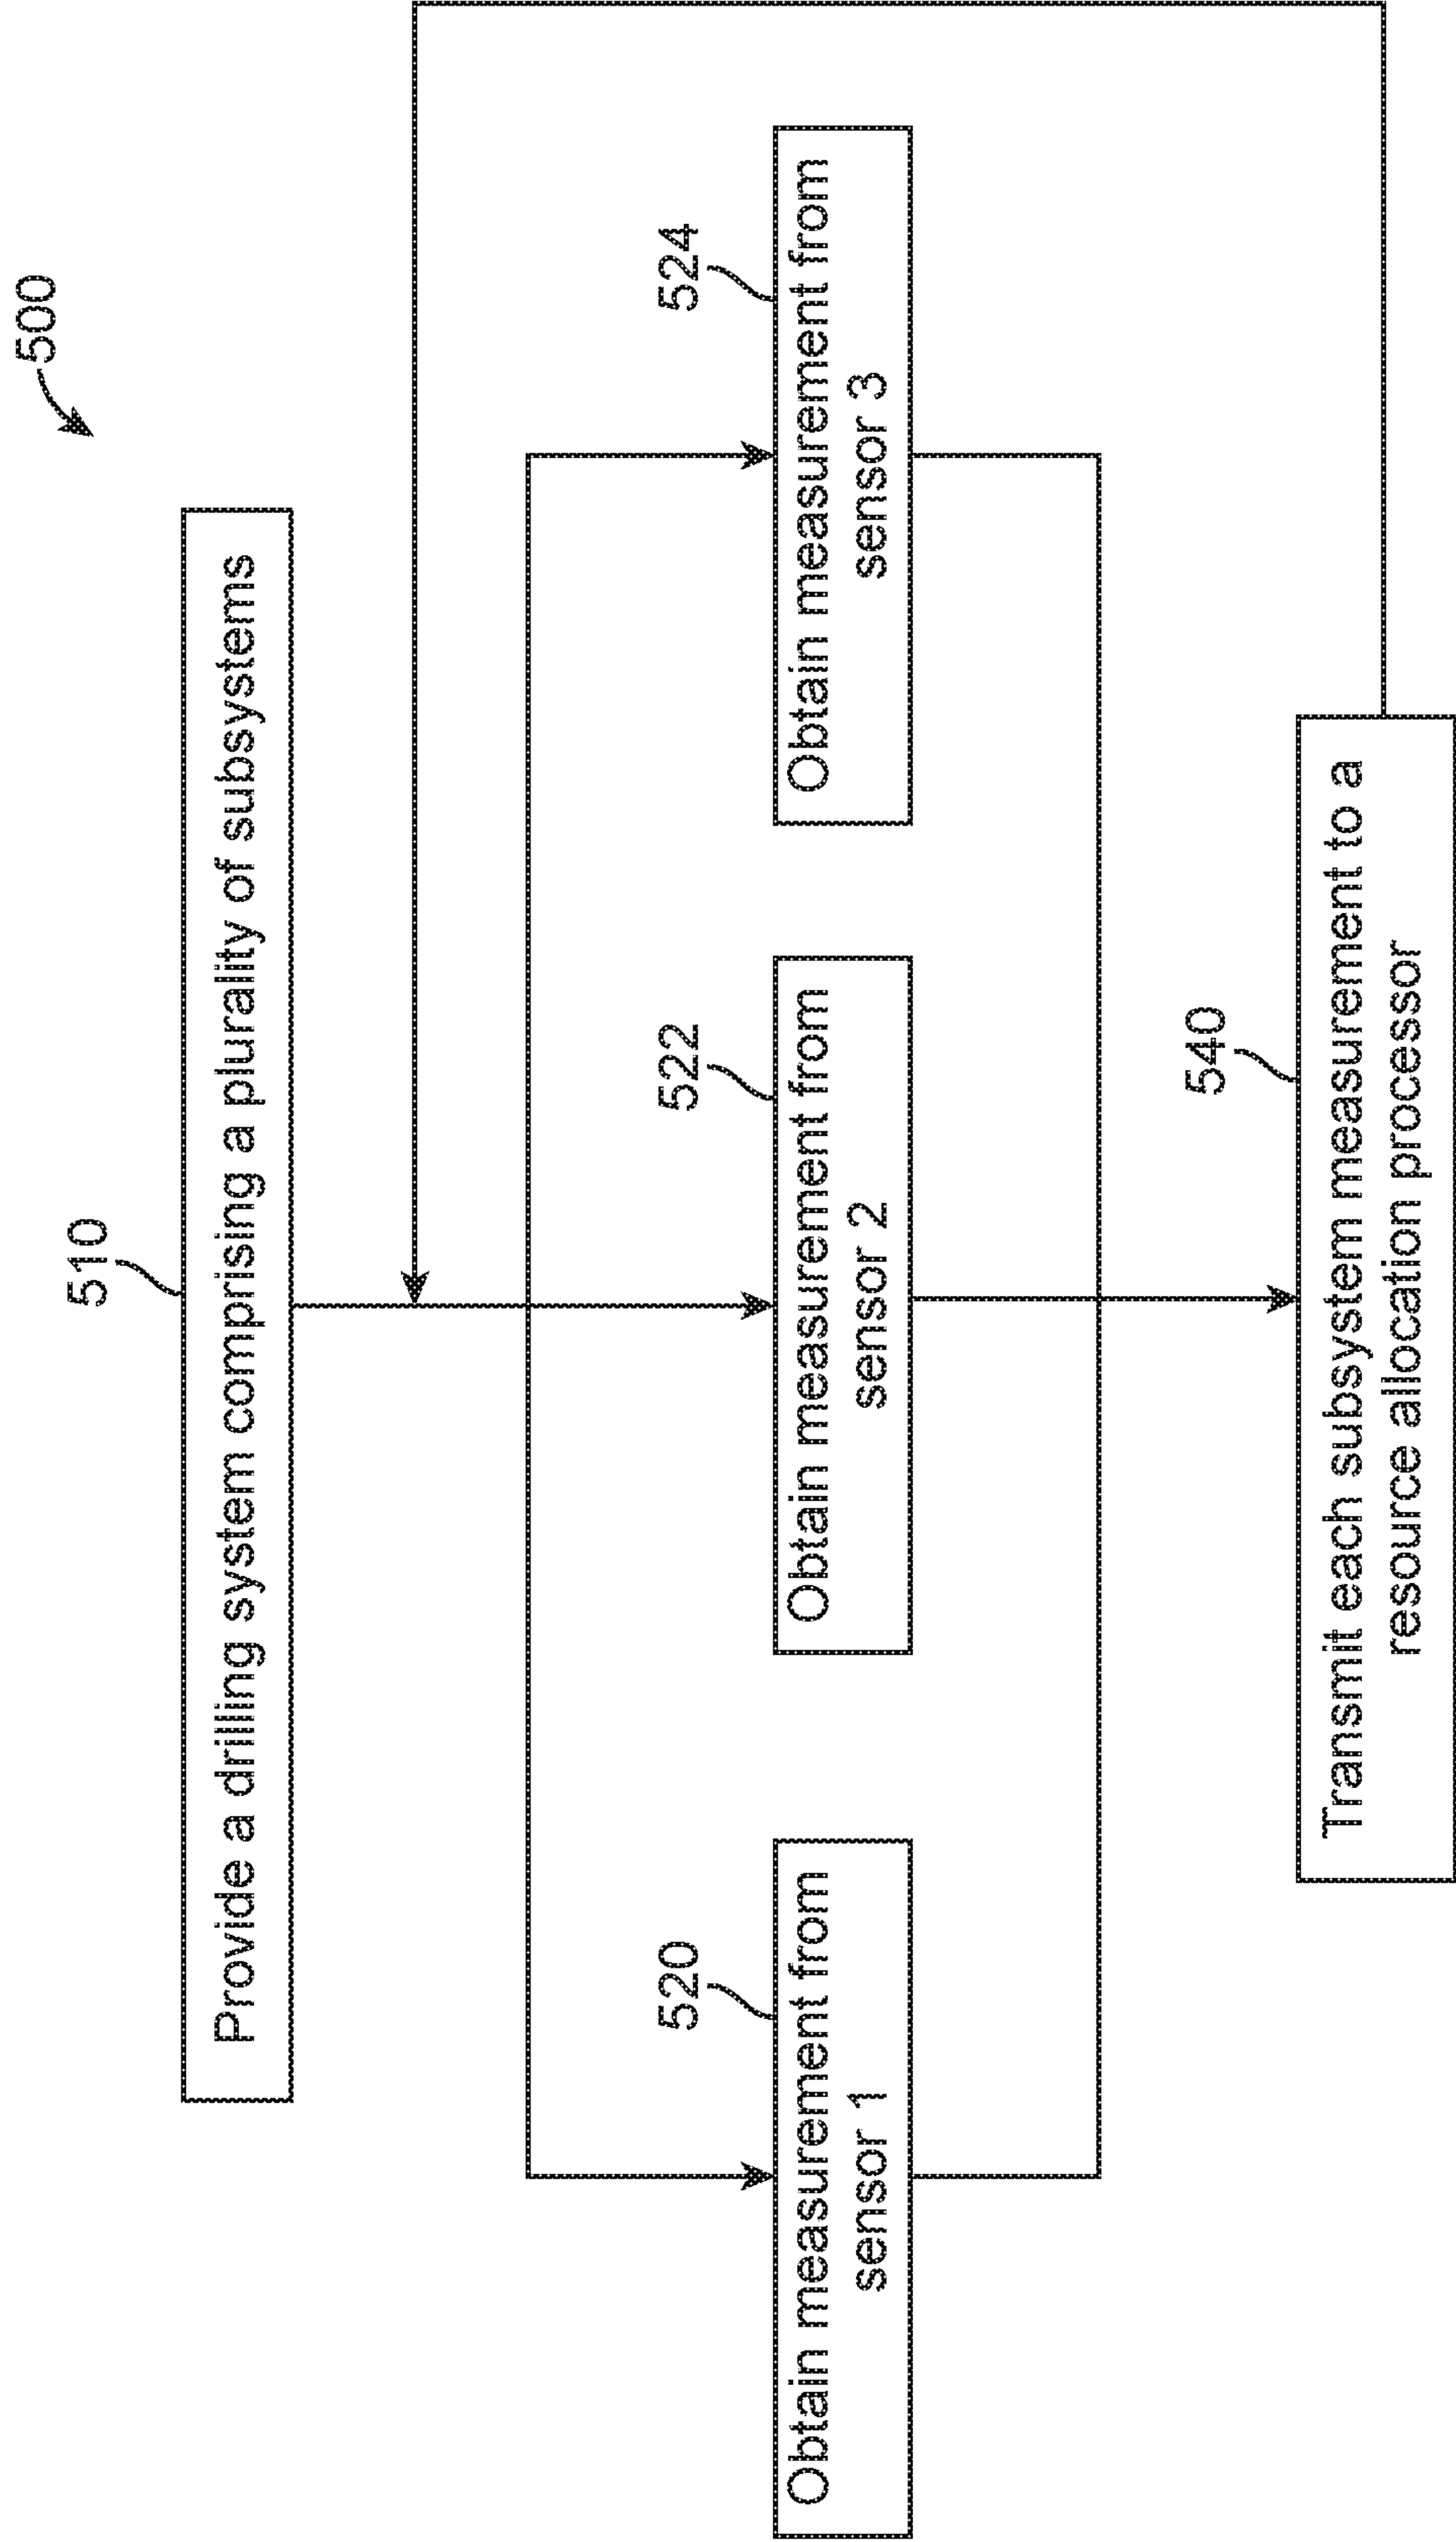 500
510
Provide a drilling system comprising a plurality of subsystems
520
Obtain measurement from
sensor 1
522
Obtain measurement from
sensor 2
524
Obtain measurement from
sensor 3
540
Transmit each subsystem measurement to a
resource allocation processor